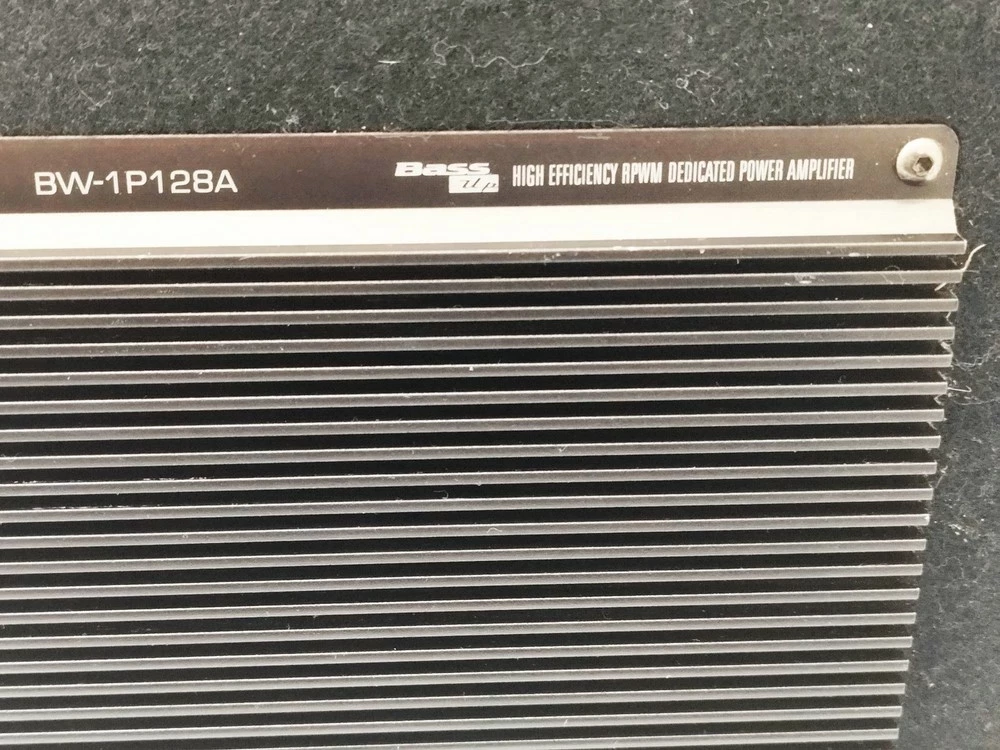 BW-1P128A
Bass Up HIGH EFFICIENCY RPWM DEDICATED POWER AMPLIFIER